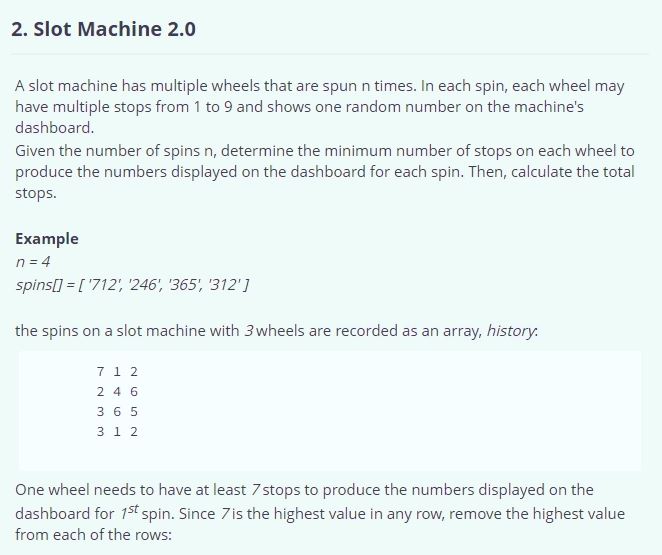 2. Slot Machine 2.0
A slot machine has multiple wheels that are spun n times. In each spin, each wheel may
have multiple stops from 1 to 9 and shows one random number on the machine's
dashboard.
Given the number of spins n, determine the minimum number of stops on each wheel to
produce the numbers displayed on the dashboard for each spin. Then, calculate the total
stops.
Example
n = 4
spins[] = [ '712', '246', '365', '312' ]
the spins on a slot machine with 3 wheels are recorded as an array, history:
7 1 2
2 4 6
3 6 5
3 1 2
One wheel needs to have at least 7 stops to produce the numbers displayed on the
dashboard for 1st spin. Since 7 is the highest value in any row, remove the highest value
from each of the rows: